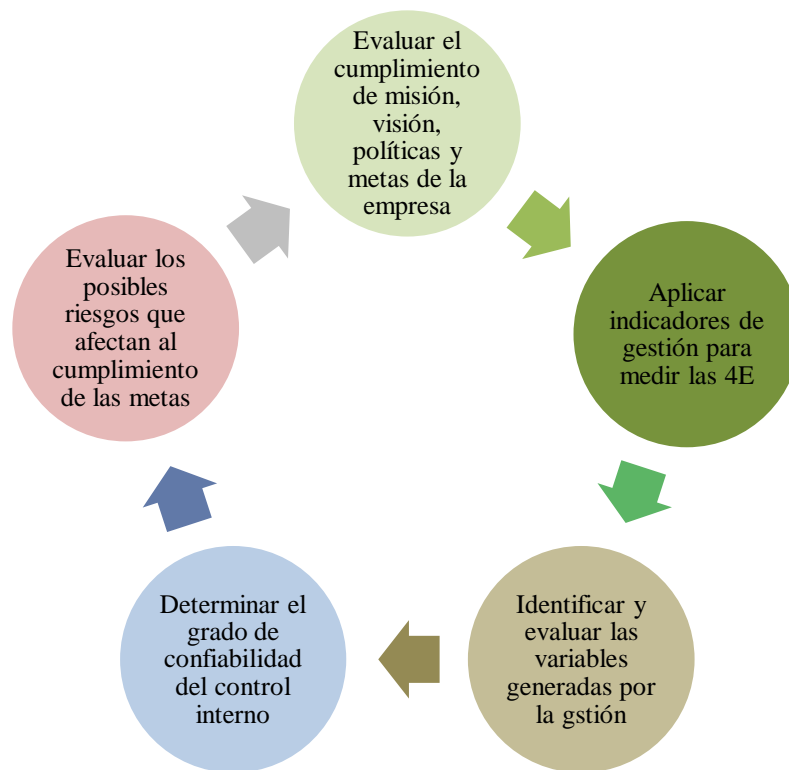 Evaluar el
cumplimiento
de misión,
visión,
políticas y
metas de la
empresa
Aplicar
indicadores de
gestión para
medir las 4E
Identificar y
evaluar las
variables
generadas por
la gstión
Determinar el
grado de
confiabilidad
del control
interno
Evaluar los
posibles
riesgos que
afectan al
cumplimiento
de las metas